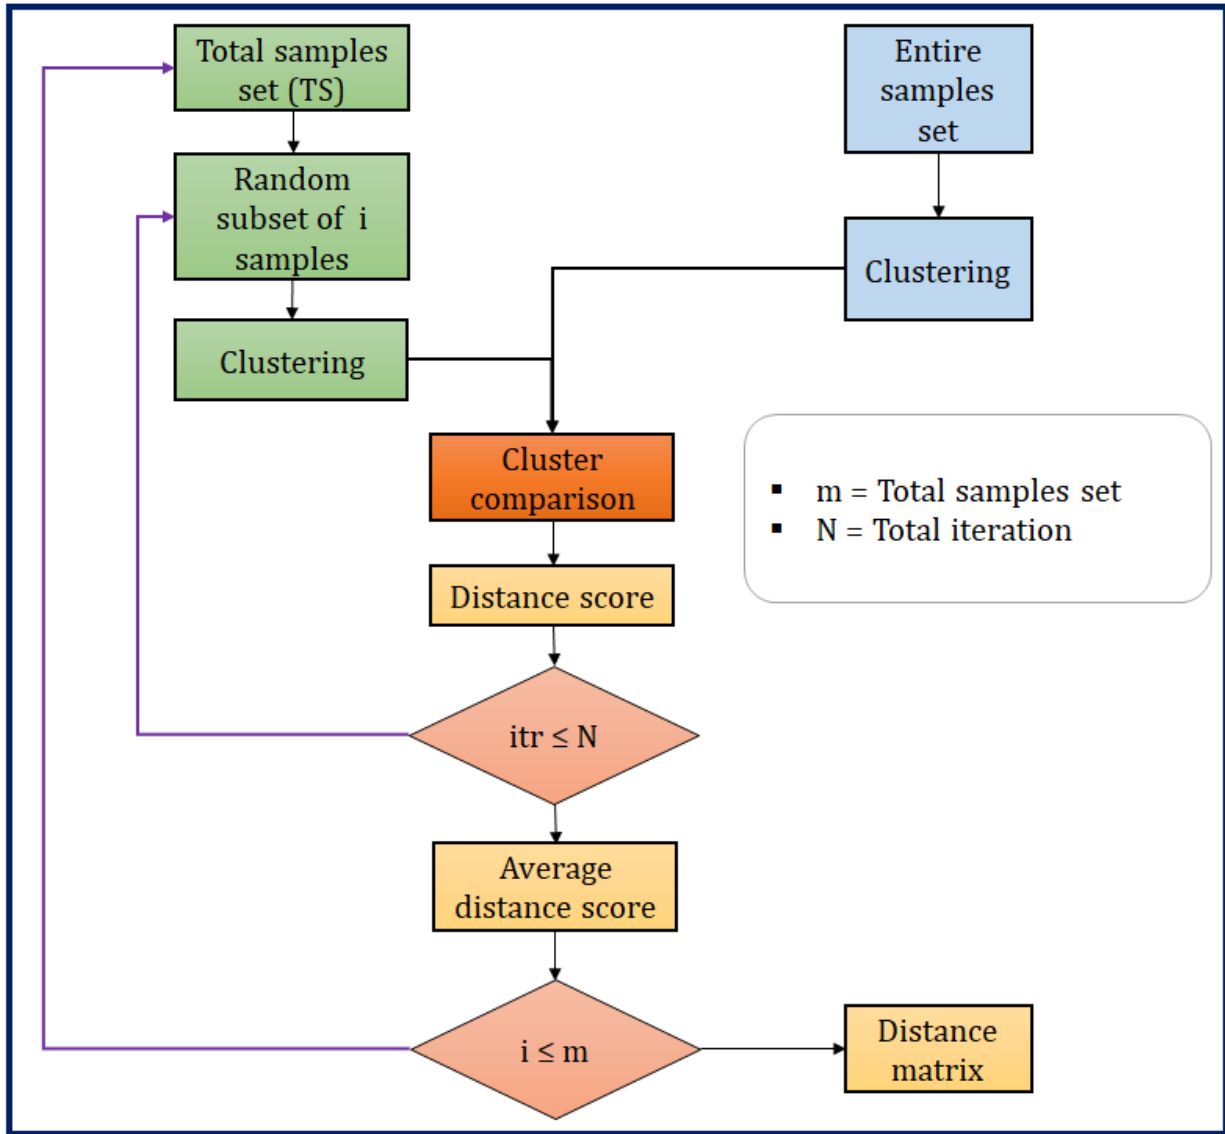 Total samples
set (TS)
Entire
samples
set
Random
subset of i
samples
Clustering
Clustering
Cluster
comparison
▪ m = Total samples set
▪ N = Total iteration
Distance score
itr ≤ N
Average
distance score
i ≤ m
Distance
matrix